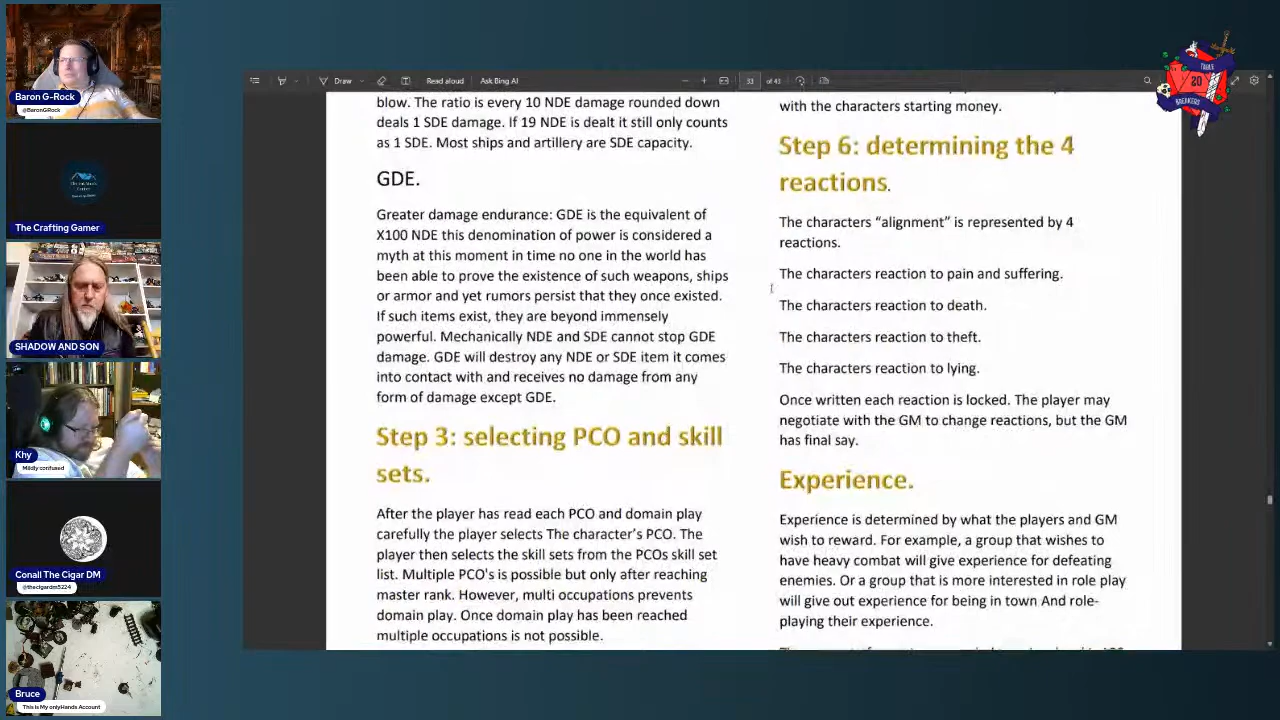 Baron G-Rock
@BaronGRock
The Crafting Gamer
SHADOW AND SON
Khy
Mildly confused
Conall The Cigar DM
@thecigardm5224
Bruce
This is My onlyHands Account
Draw
Read aloud
Ask Bing AI
33
of 43
TABLE
20
BREAKERS
blow. The ratio is every 10 NDE damage rounded down
deals 1 SDE damage. If 19 NDE is dealt it still only counts
as 1 SDE. Most ships and artillery are SDE capacity.
GDE.
Greater damage endurance: GDE is the equivalent of
X100 NDE this denomination of power is considered a
myth at this moment in time no one in the world has
been able to prove the existence of such weapons, ships
or armor and yet rumors persist that they once existed.
If such items exist, they are beyond immensely
powerful. Mechanically NDE and SDE cannot stop GDE
damage. GDE will destroy any NDE or SDE item it comes
into contact with and receives no damage from any
form of damage except GDE.
Step 3: selecting PCO and skill
sets.
After the player has read each PCO and domain play
carefully the player selects The character’s PCO. The
player then selects the skill sets from the PCOs skill set
list. Multiple PCO's is possible but only after reaching
master rank. However, multi occupations prevents
domain play. Once domain play has been reached
multiple occupations is not possible.
with the characters starting money.
Step 6: determining the 4
reactions.
The characters “alignment” is represented by 4
reactions.
The characters reaction to pain and suffering.
The characters reaction to death.
The characters reaction to theft.
The characters reaction to lying.
Once written each reaction is locked. The player may
negotiate with the GM to change reactions, but the GM
has final say.
Experience.
Experience is determined by what the players and GM
wish to reward. For example, a group that wishes to
have heavy combat will give experience for defeating
enemies. Or a group that is more interested in role play
will give out experience for being in town And role-
playing their experience.